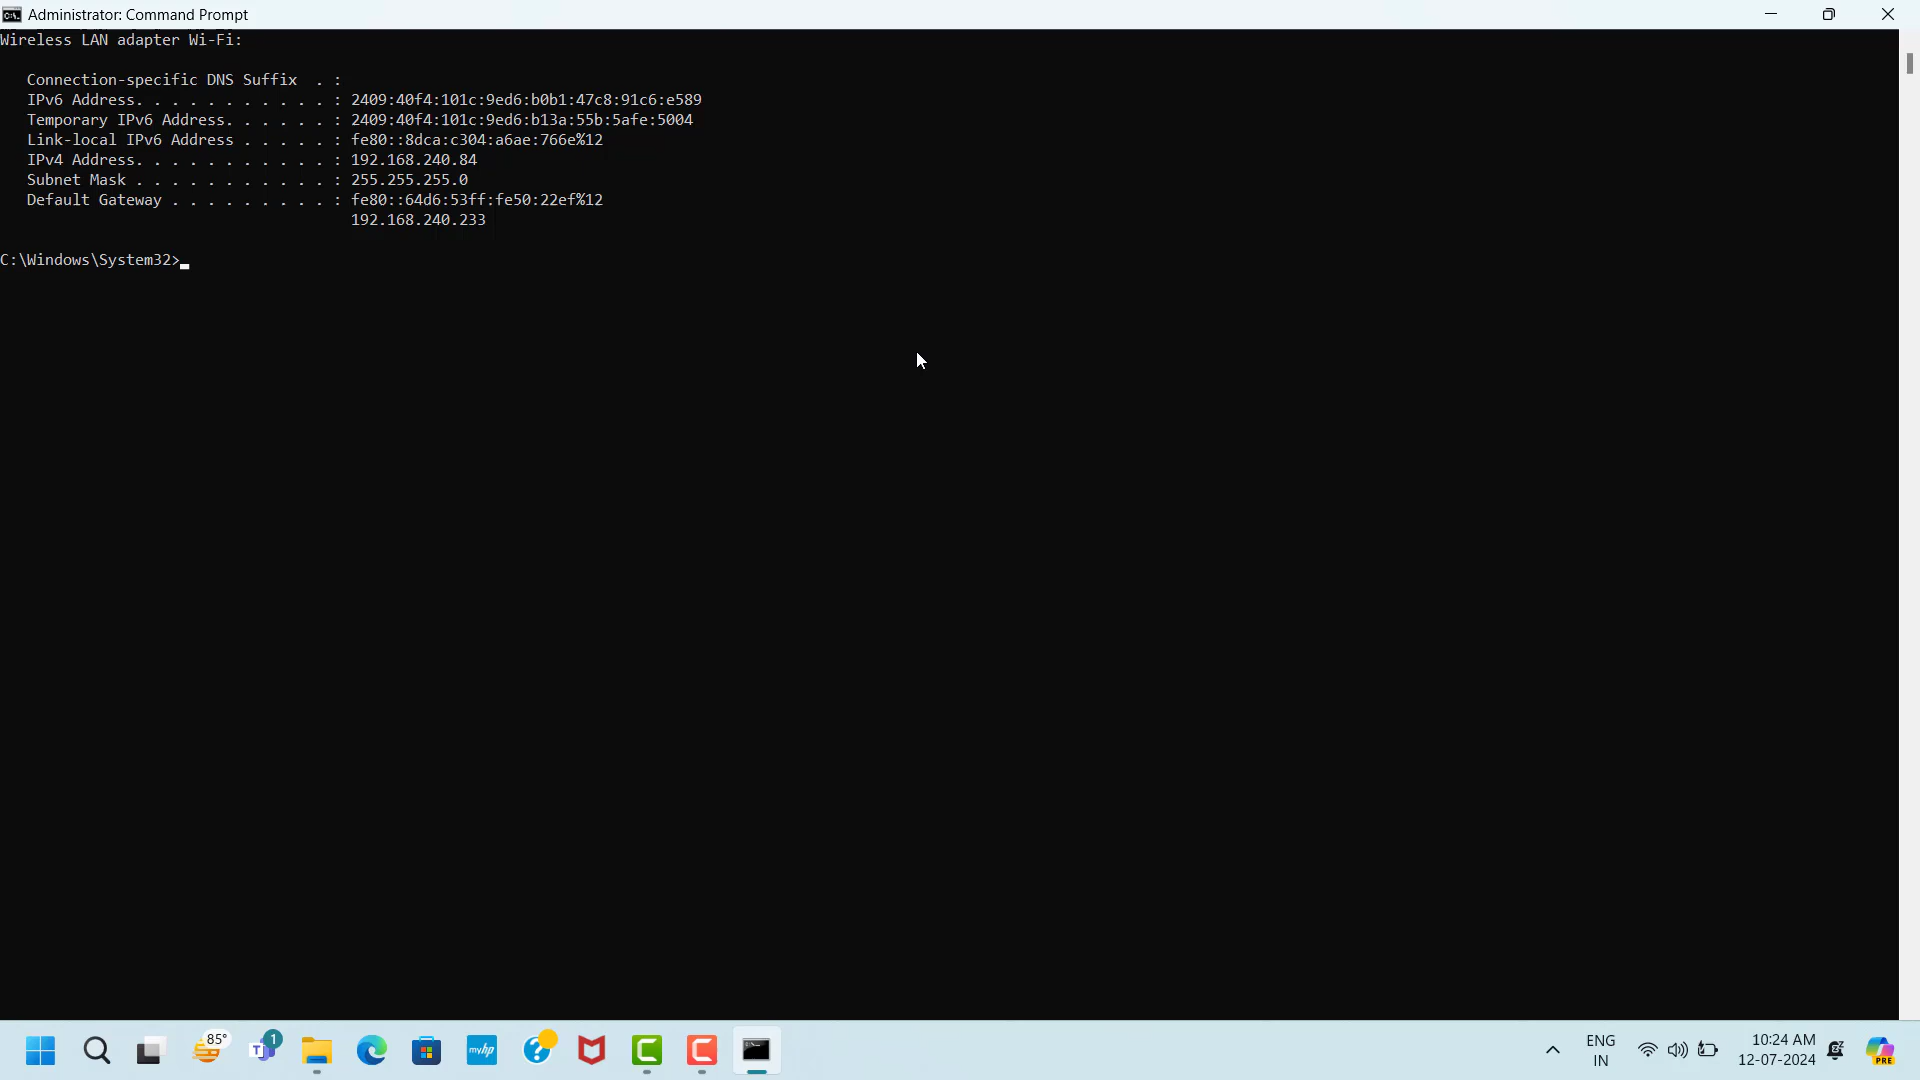 Administrator: Command Prompt
Wireless LAN adapter Wi-Fi:
Connection-specific DNS Suffix  . :
IPv6 Address. . . . . . . . . . . : 2409:40f4:101c:9ed6:b0b1:47c8:91c6:e589
Temporary IPv6 Address. . . . . . : 2409:40f4:101c:9ed6:b13a:55b:5afe:5004
Link-local IPv6 Address . . . . . : fe80::8dca:c304:a6ae:766e%12
IPv4 Address. . . . . . . . . . . : 192.168.240.84
Subnet Mask . . . . . . . . . . . : 255.255.255.0
Default Gateway . . . . . . . . . : fe80::64d6:53ff:fe50:22ef%12
192.168.240.233
C:\Windows\System32>
85°
1
T
myhp
?
ENG
IN
10:24 AM
12-07-2024
PRE